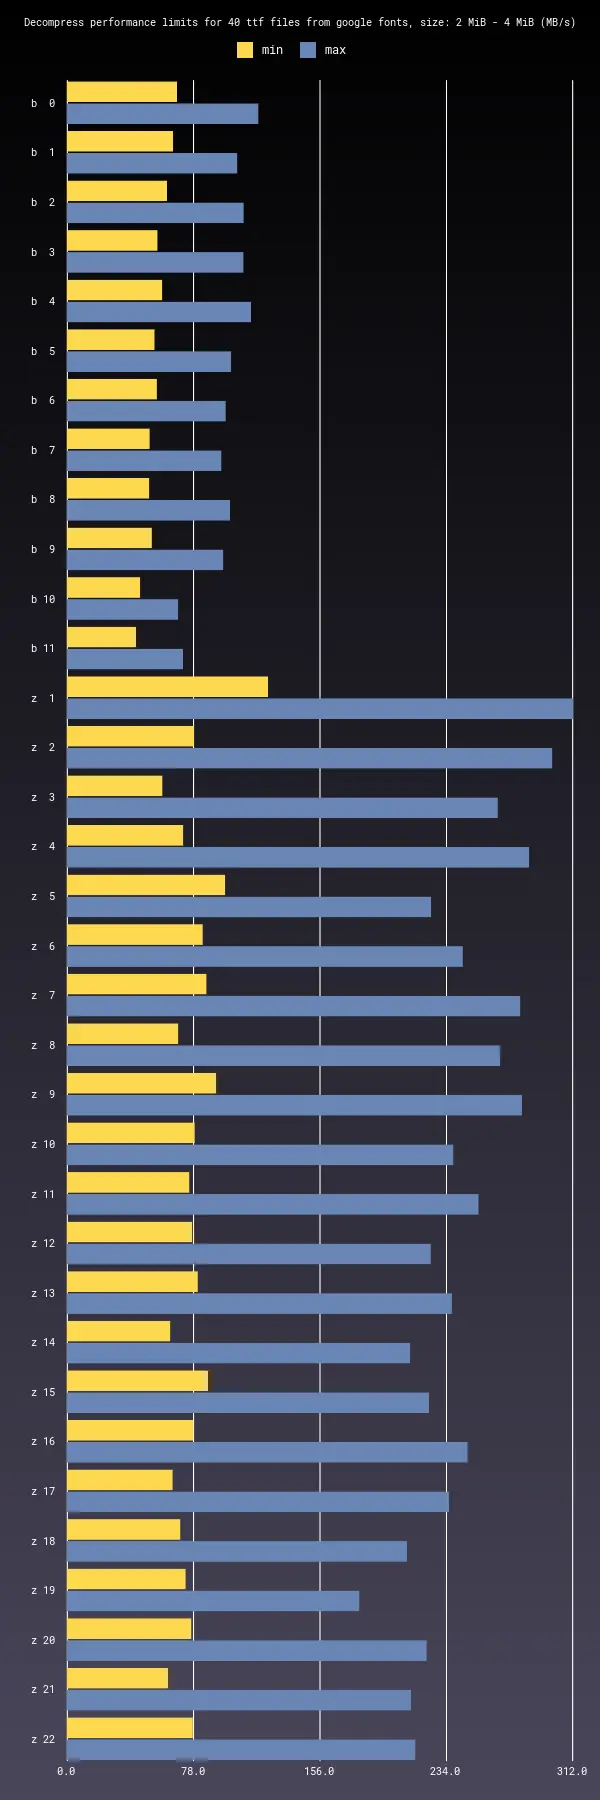 Decompress performance limits for 40 ttf files from google fonts, size: 2 MiB - 4 MiB (MB/s)
min max
b 0
b 1
b 2
b 3
b 4
b 5
b 6
b 7
b 8
b 9
b 10
b 11
z 1
z 2
z 3
z 4
z 5
z 6
z 7
z 8
z 9
z 10
z 11
z 12
z 13
z 14
z 15
z 16
z 17
z 18
z 19
z 20
z 21
z 22
0.0 78.0 156.0 234.0 312.0